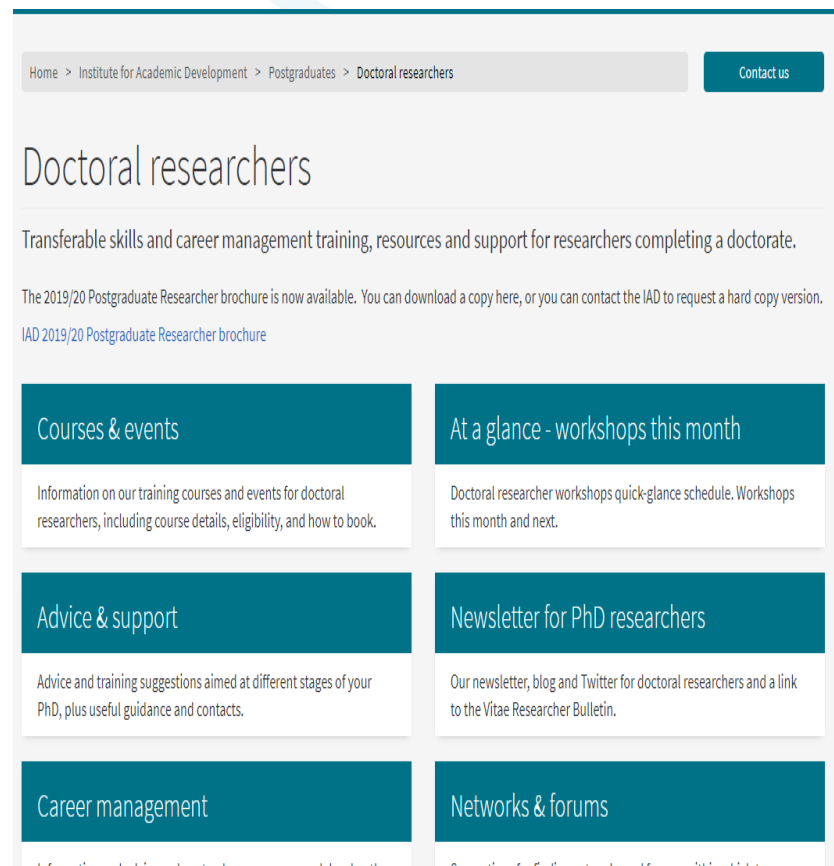 Home > Institute for Academic Development > Postgraduates > Doctoral researchers
Contact us
Doctoral researchers
Transferable skills and career management training, resources and support for researchers completing a doctorate.
The 2019/20 Postgraduate Researcher brochure is now available. You can download a copy here, or you can contact the IAD to request a hard copy version.
IAD 2019/20 Postgraduate Researcher brochure
Courses & events
Information on our training courses and events for doctoral
researchers, including course details, eligibility, and how to book.
At a glance - workshops this month
Doctoral researcher workshops quick-glance schedule. Workshops
this month and next.
Advice & support
Advice and training suggestions aimed at different stages of your
PhD, plus useful guidance and contacts.
Newsletter for PhD researchers
Our newsletter, blog and Twitter for doctoral researchers and a link
to the Vitae Researcher Bulletin.
Career management
Networks & forums